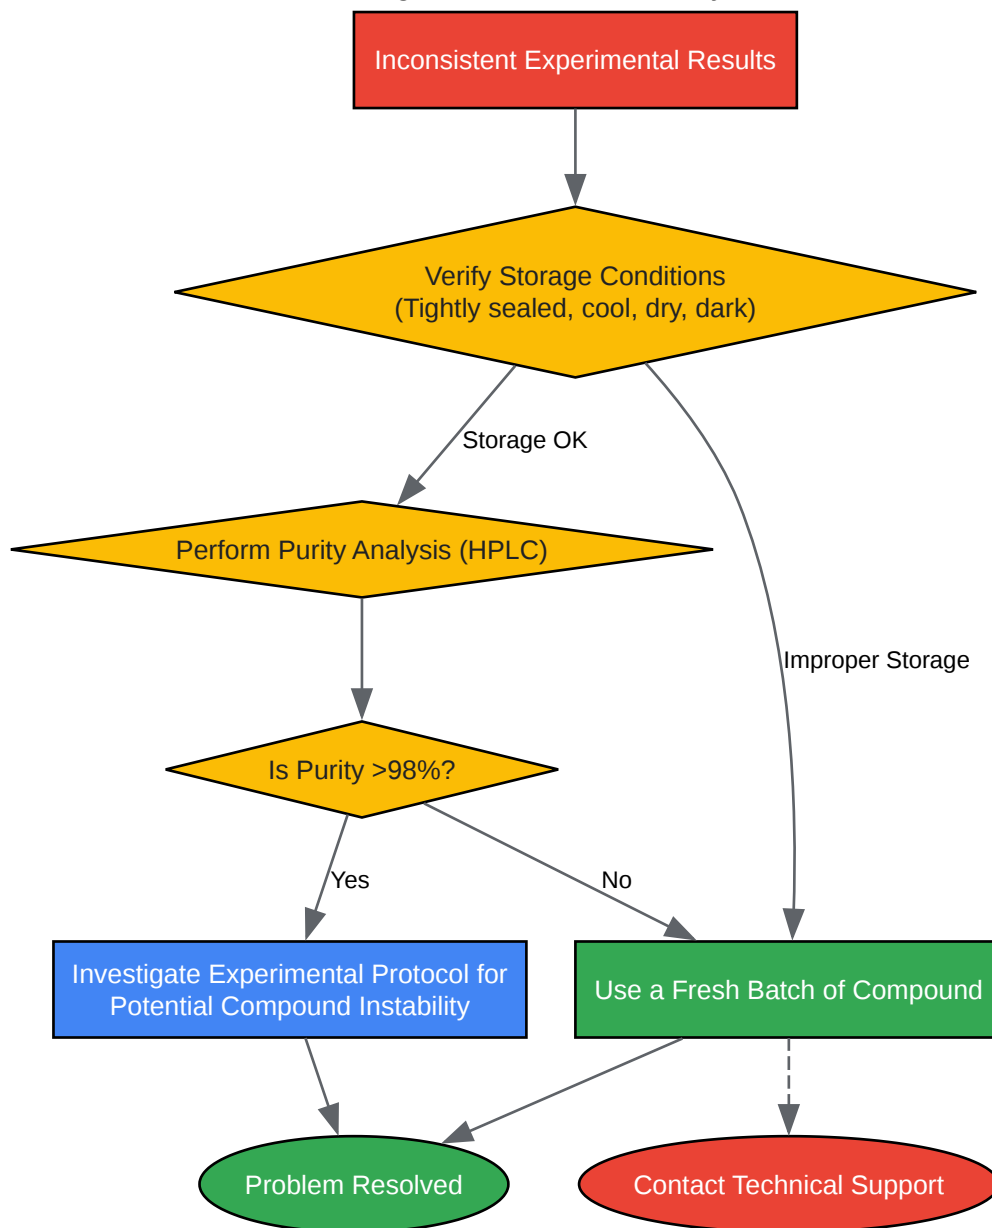 Inconsistent Experimental Results
Verify Storage Conditions
(Tightly sealed, cool, dry, dark)
Storage OK
Perform Purity Analysis (HPLC)
Improper Storage
Is Purity >98%?
Yes
No
Investigate Experimental Protocol for
Potential Compound Instability
Use a Fresh Batch of Compound
Problem Resolved
Contact Technical Support